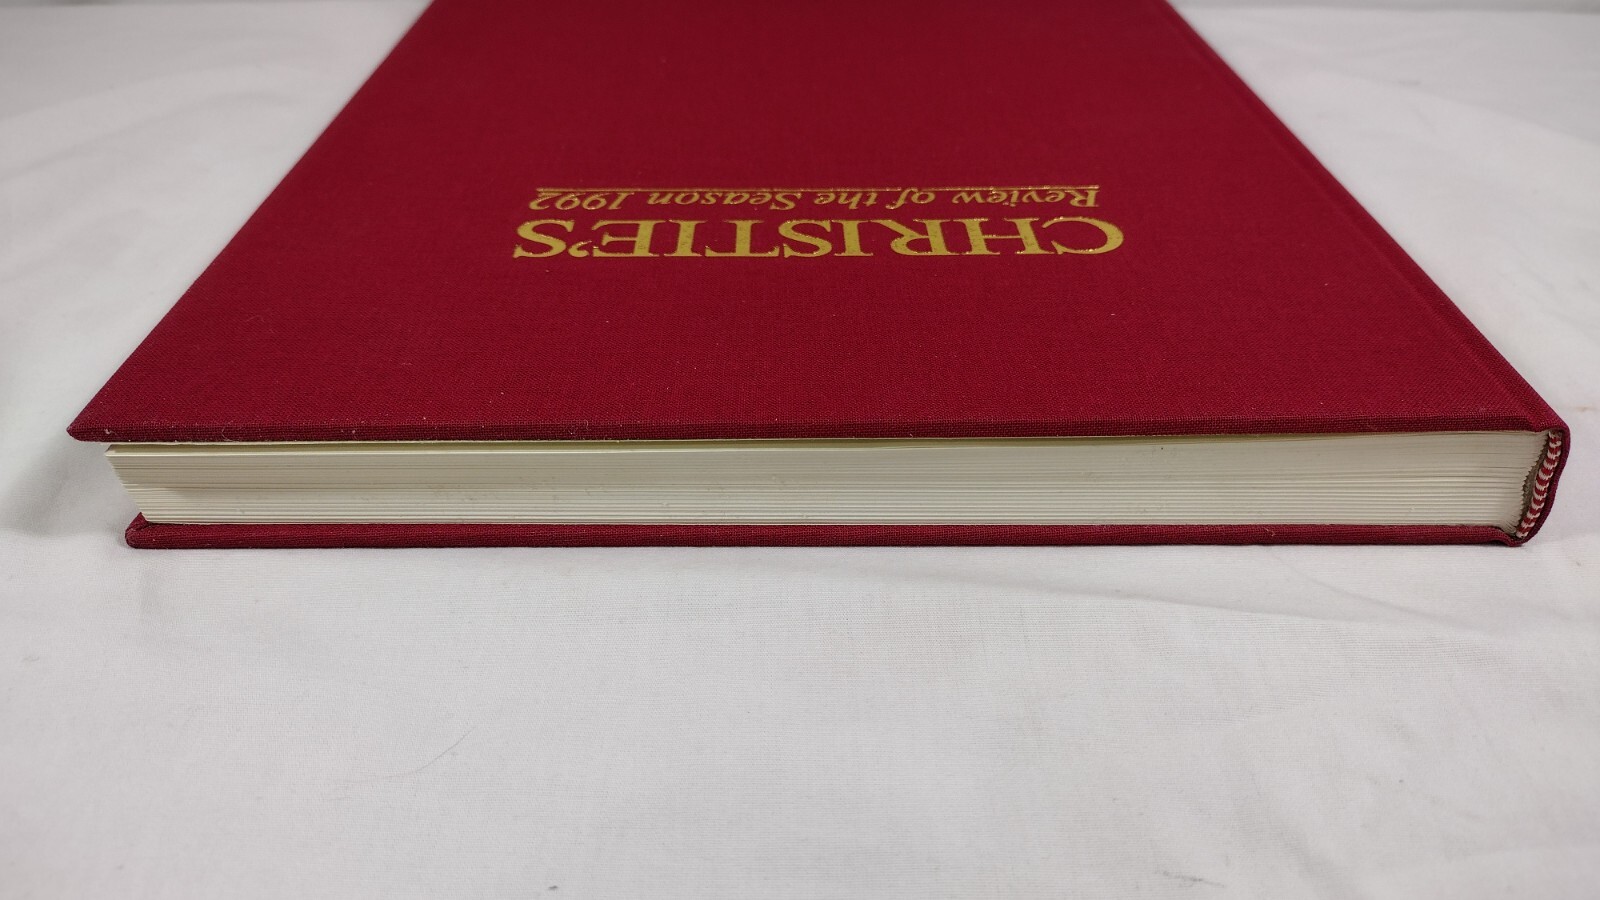 CHRISTIE'S
Review of the Season 1992